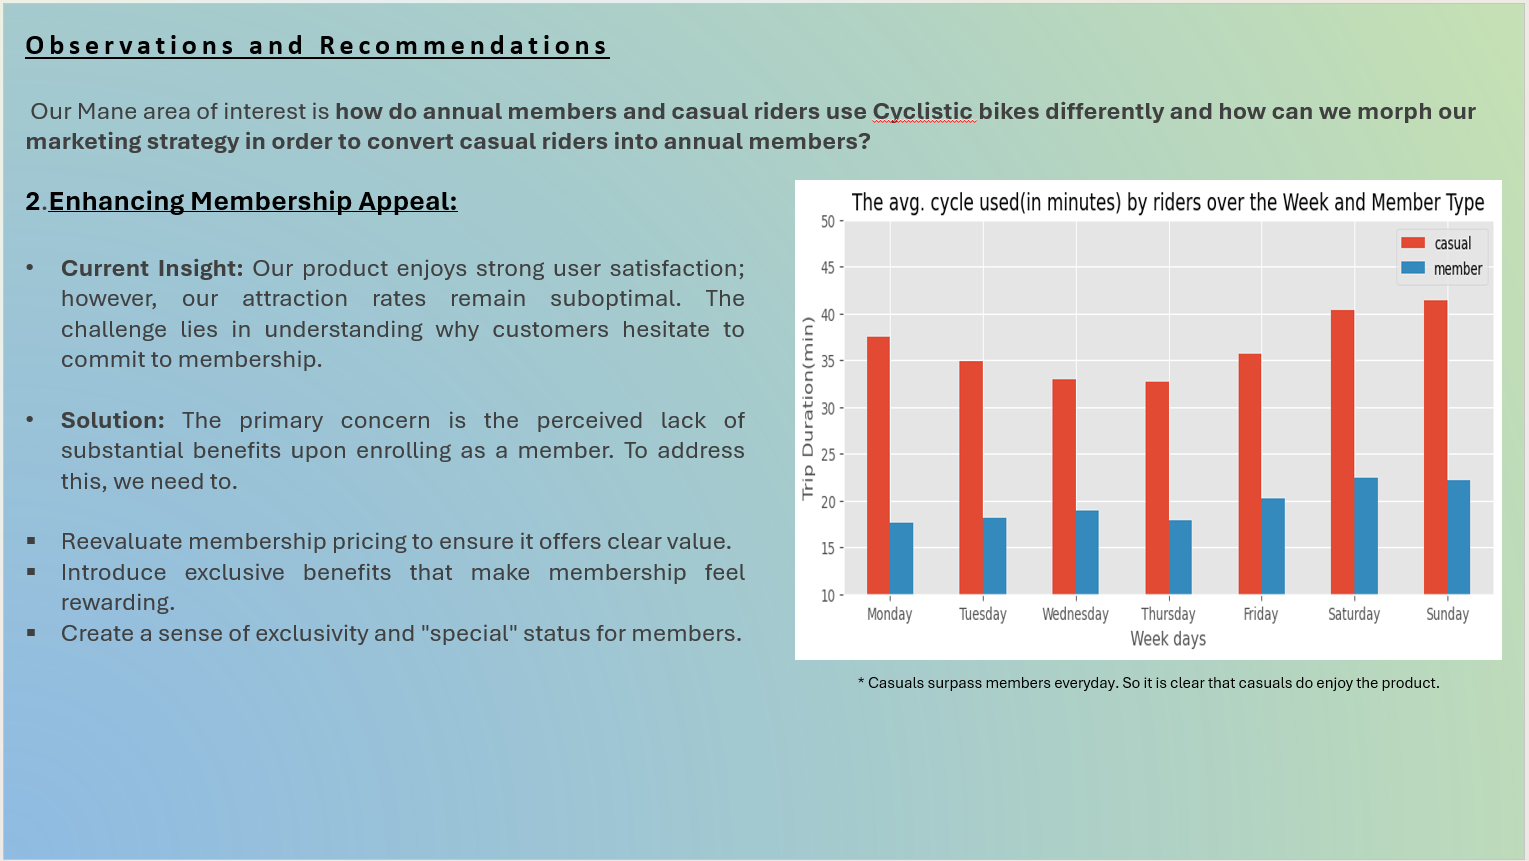 Observations and Recommendations
Our Mane area of interest is how do annual members and casual riders use Cyclistic bikes differently and how can we morph our
marketing strategy in order to convert casual riders into annual members?
2.Enhancing Membership Appeal:
• Current Insight: Our product enjoys strong user satisfaction;
however, our attraction rates remain suboptimal. The
challenge lies in understanding why customers hesitate to
commit to membership.
• Solution: The primary concern is the perceived lack of
substantial benefits upon enrolling as a member. To address
this, we need to.
▪ Reevaluate membership pricing to ensure it offers clear value.
▪ Introduce exclusive benefits that make membership feel
rewarding.
▪ Create a sense of exclusivity and "special" status for members.
The avg. cycle used(in minutes) by riders over the Week and Member Type
casual
member
Trip Duration(min)
50
45
40
35
30
25
20
15
10
Monday Tuesday Wednesday Thursday Friday Saturday Sunday
Week days
* Casuals surpass members everyday. So it is clear that casuals do enjoy the product.